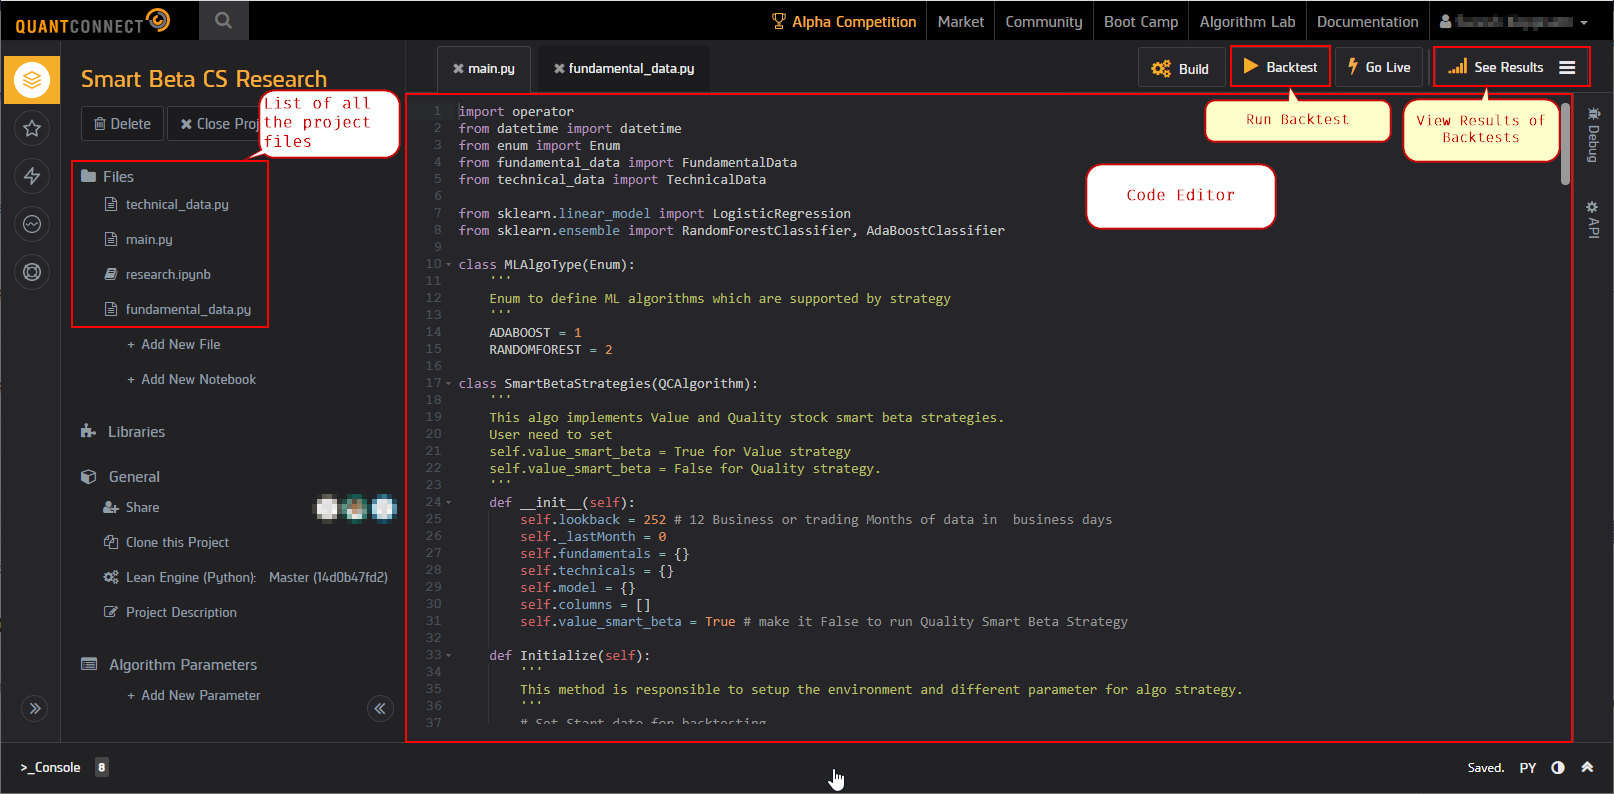 QUANTCONNECT
Alpha Competition
Market
Community
Boot Camp
Algorithm Lab
Documentation
Smart Beta CS Research
main.py
fundamental_data.py
Build
Backtest
Go Live
See Results
Delete
Close Proj
List of all
the project
files
Run Backtest
View Results of
Backtests
Code Editor
Debug
API
Files
technical_data.py
main.py
research.ipynb
fundamental_data.py
+ Add New File
+ Add New Notebook
Libraries
General
Share
Clone this Project
Lean Engine (Python): Master (14d0b47fd2)
Project Description
Algorithm Parameters
+ Add New Parameter
1 import operator
2 from datetime import datetime
3 from enum import Enum
4 from fundamental_data import FundamentalData
5 from technical_data import TechnicalData
6
7 from sklearn.linear_model import LogisticRegression
8 from sklearn.ensemble import RandomForestClassifier, AdaBoostClassifier
9
10 class MLAlgoType(Enum):
11 '''
12 Enum to define ML algorithms which are supported by strategy
13 '''
14 ADABOOST = 1
15 RANDOMFOREST = 2
16
17 class SmartBetaStrategies(QCAlgorithm):
18 '''
19 This algo implements Value and Quality stock smart beta strategies.
20 User need to set
21 self.value_smart_beta = True for Value strategy
22 self.value_smart_beta = False for Quality strategy.
23 '''
24 def __init__(self):
25 self.lookback = 252 # 12 Business or trading Months of data in  business days
26 self._lastMonth = 0
27 self.fundamentals = {}
28 self.technicals = {}
29 self.model = {}
30 self.columns = []
31 self.value_smart_beta = True # make it False to run Quality Smart Beta Strategy
32
33 def Initialize(self):
34 '''
35 This method is responsible to setup the environment and different parameter for algo strategy.
36 '''
37 # Set Start date for backtesting
>_Console 8
Saved. PY